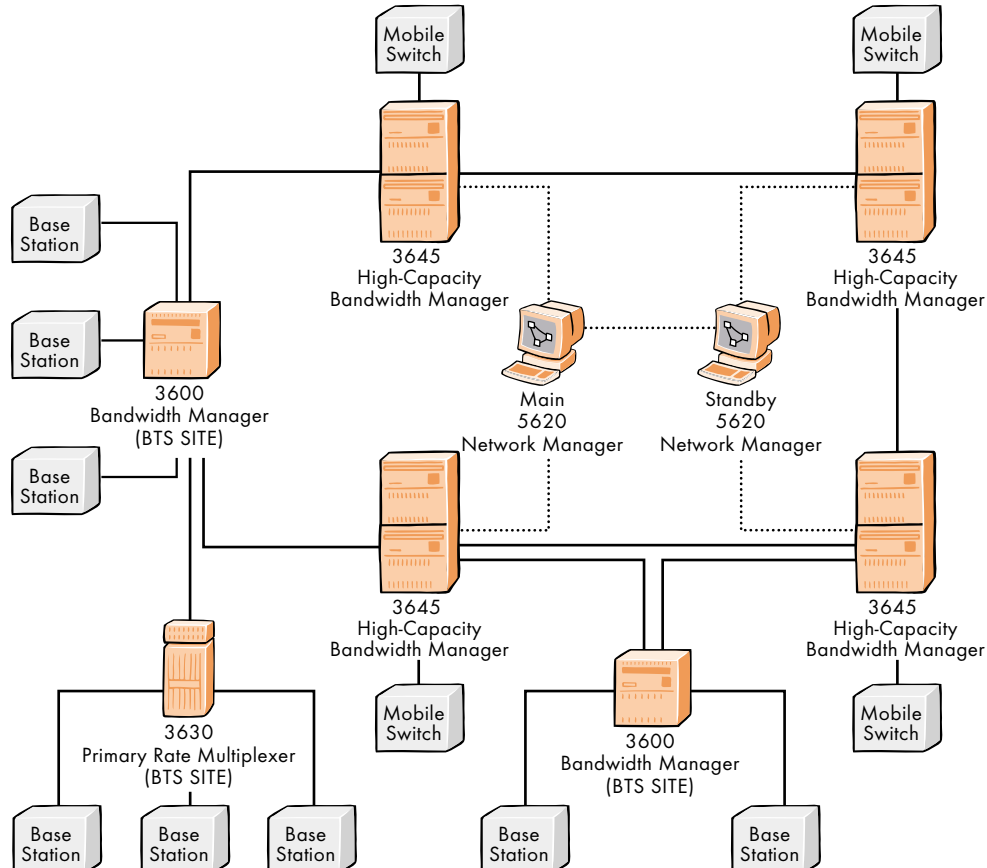 Mobile
Switch
Mobile
Switch
Base
Station
3645
High-Capacity
Bandwidth Manager
3645
High-Capacity
Bandwidth Manager
Base
Station
3600
Bandwidth Manager
(BTS SITE)
Main
5620
Network Manager
Standby
5620
Network Manager
Base
Station
3645
High-Capacity
Bandwidth Manager
3645
High-Capacity
Bandwidth Manager
Mobile
Switch
Mobile
Switch
3630
Primary Rate Multiplexer
(BTS SITE)
3600
Bandwidth Manager
(BTS SITE)
Base
Station
Base
Station
Base
Station
Base
Station
Base
Station